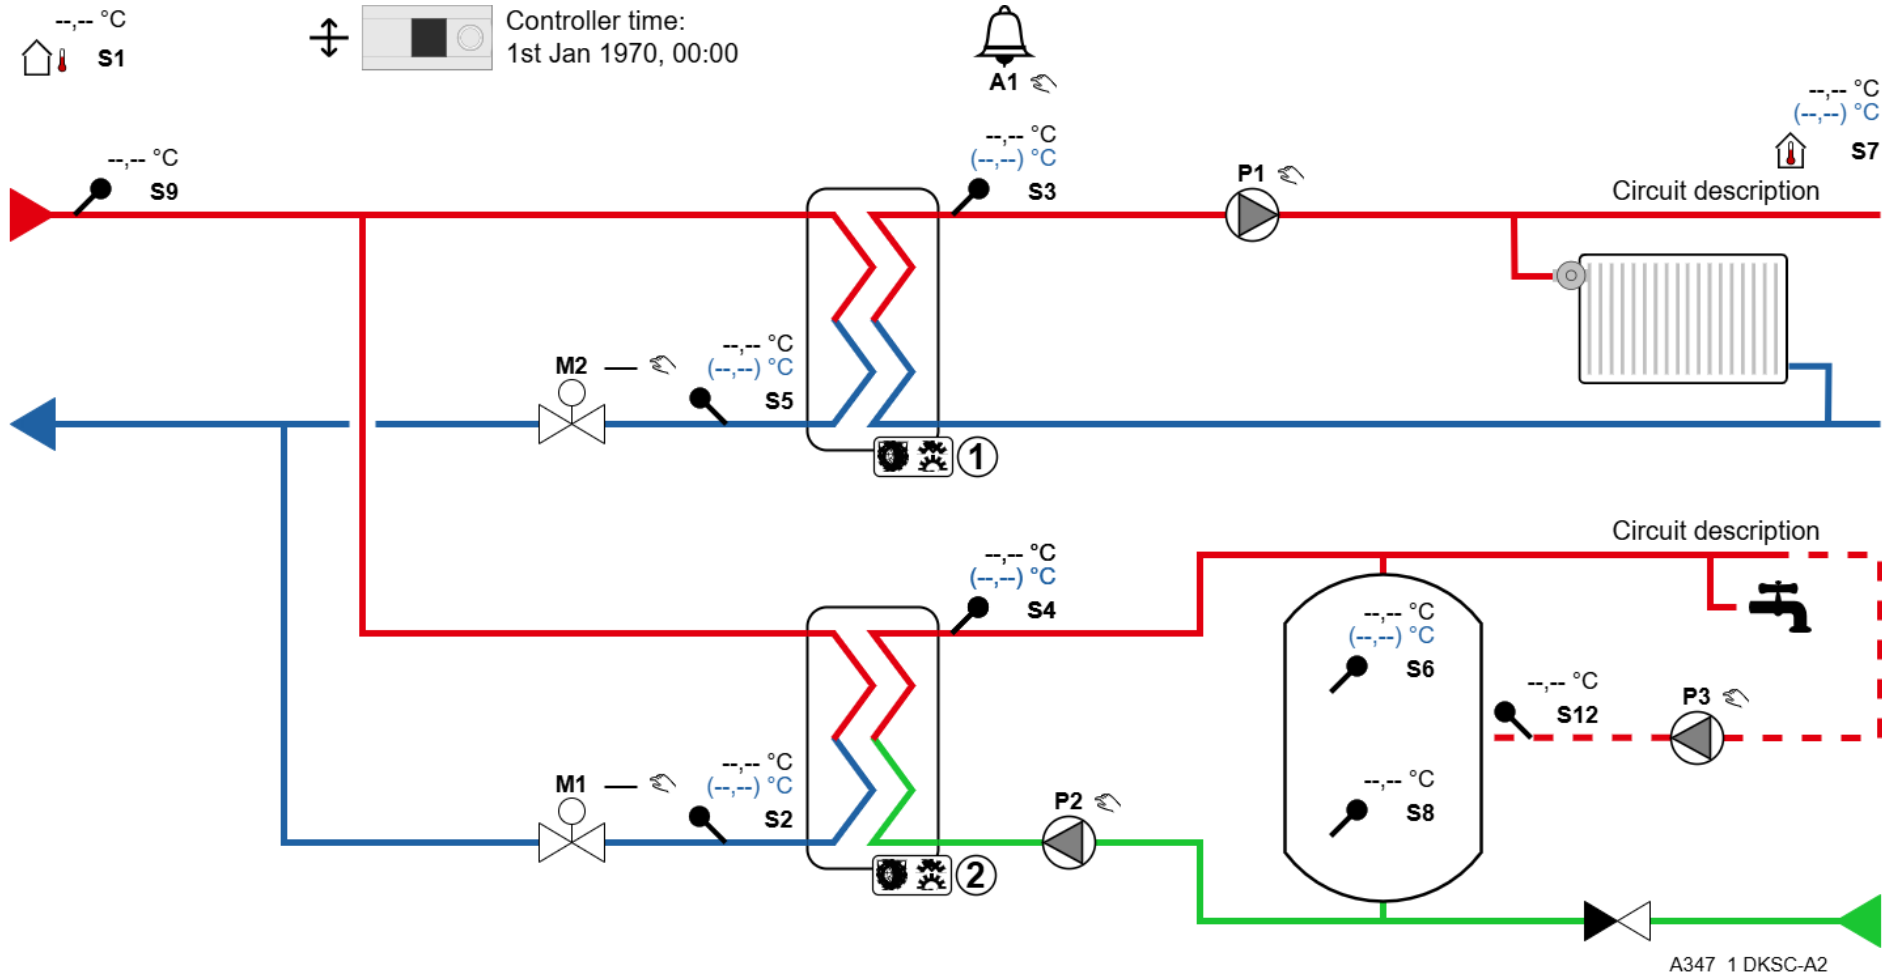 --,-- °C
S1
Controller time:
1st Jan 1970, 00:00
A1
--,-- °C
(--,--) °C
S7
--,-- °C
S9
--,-- °C
(--,--) °C
S3
P1
Circuit description
M2
--,-- °C
(--,--) °C
S5
1
Circuit description
--,-- °C
(--,--) °C
S4
--,-- °C
(--,--) °C
S6
--,-- °C
S12
P3
M1
--,-- °C
(--,--) °C
S2
P2
--,-- °C
S8
2
A347 1 DKSC-A2